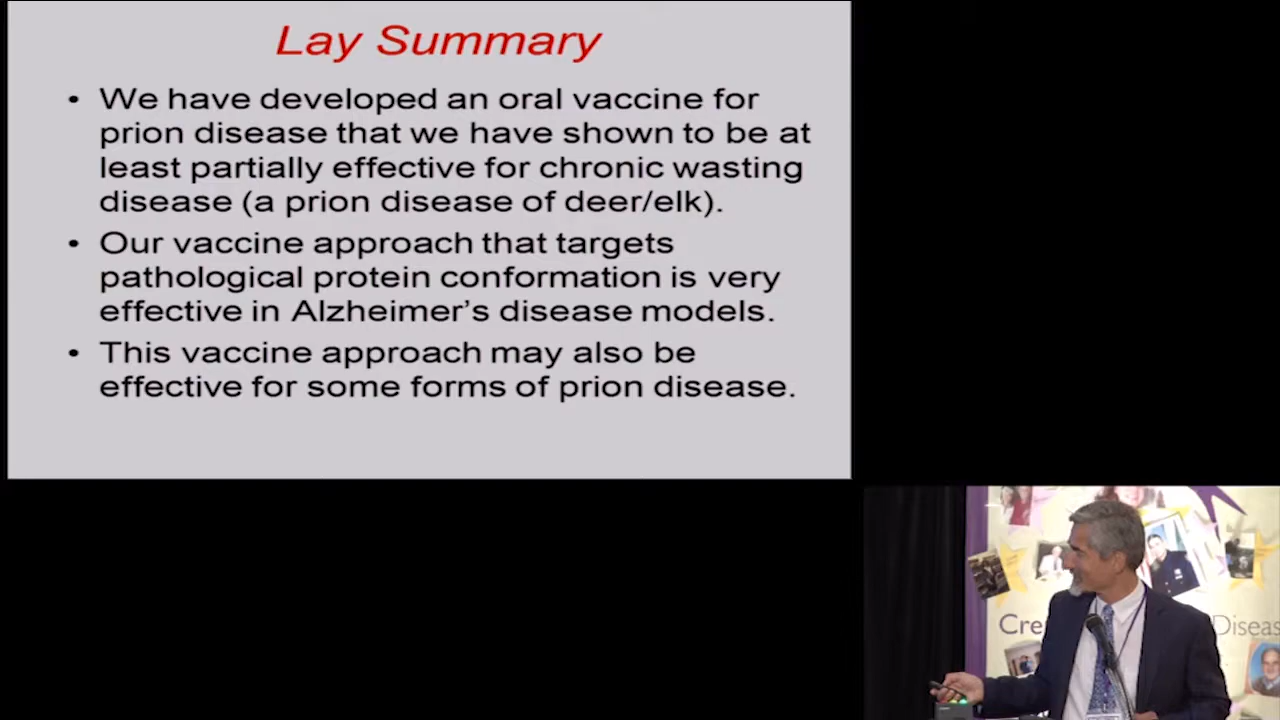 Lay Summary
• We have developed an oral vaccine for
prion disease that we have shown to be at
least partially effective for chronic wasting
disease (a prion disease of deer/elk).
• Our vaccine approach that targets
pathological protein conformation is very
effective in Alzheimer's disease models.
• This vaccine approach may also be
effective for some forms of prion disease.
Cre
Diseas